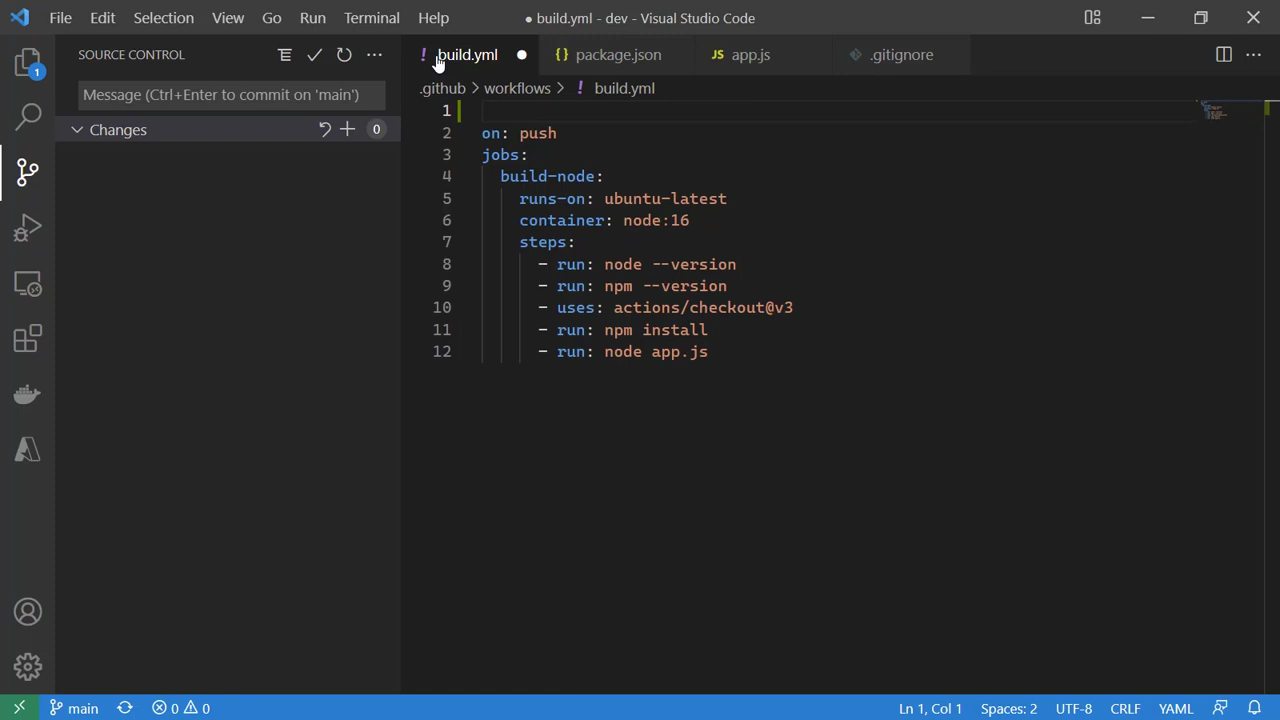 File Edit Selection View Go Run Terminal Help ● build.yml - dev - Visual Studio Code
SOURCE CONTROL
! build.yml ● {} package.json JS app.js .gitignore
1
Message (Ctrl+Enter to commit on 'main')
.github > workflows > ! build.yml
Changes 0
1
2 on: push
3 jobs:
4 build-node:
5 runs-on: ubuntu-latest
6 container: node:16
7 steps:
8 - run: node --version
9 - run: npm --version
10 - uses: actions/checkout@v3
11 - run: npm install
12 - run: node app.js
main 0 0 Ln 1, Col 1 Spaces: 2 UTF-8 CRLF YAML